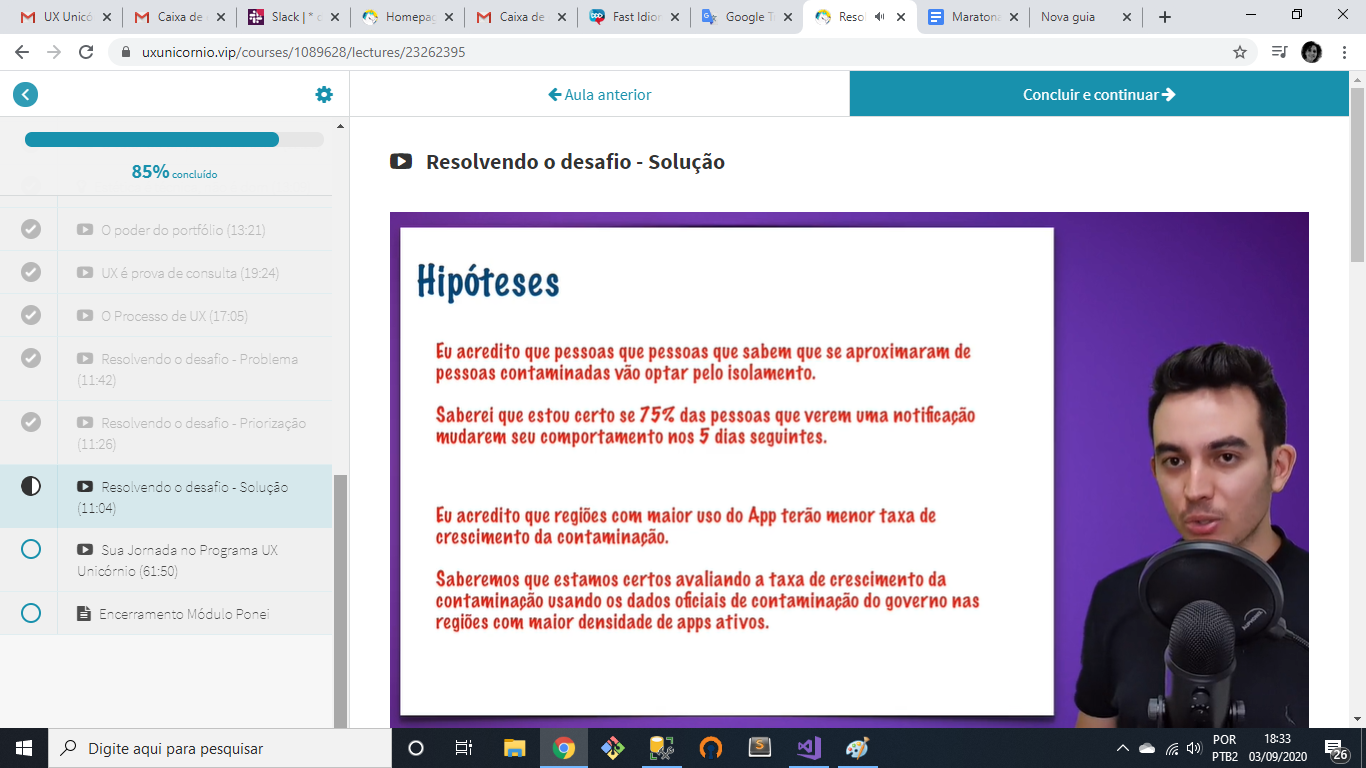 UX Unicó
Caixa de
Slack | * c
Homepag
Caixa de
Fast Idior
Google T
Reso
Maratona
Nova guia
uxunicornio.vip/courses/1089628/lectures/23262395
Aula anterior
Concluir e continuar
85% concluído
O poder do portfólio (13:21)
UX é prova de consulta (19:24)
O Processo de UX (17:05)
Resolvendo o desafio - Problema
(11:42)
Resolvendo o desafio - Priorização
(11:26)
Resolvendo o desafio - Solução
(11:04)
Sua Jornada no Programa UX
Unicórnio (61:50)
Encerramento Módulo Ponei
Resolvendo o desafio - Solução
Hipóteses
Eu acredito que pessoas que pessoas que sabem que se aproximaram de
pessoas contaminadas vão optar pelo isolamento.
Saberei que estou certo se 75% das pessoas que verem uma notificação
mudarem seu comportamento nos 5 dias seguintes.
Eu acredito que regiões com maior uso do App terão menor taxa de
crescimento da contaminação.
Saberemos que estamos certos avaliando a taxa de crescimento da
contaminação usando os dados oficiais de contaminação do governo nas
regiões com maior densidade de apps ativos.
Digite aqui para pesquisar
POR
PTB2
18:33
03/09/2020
26